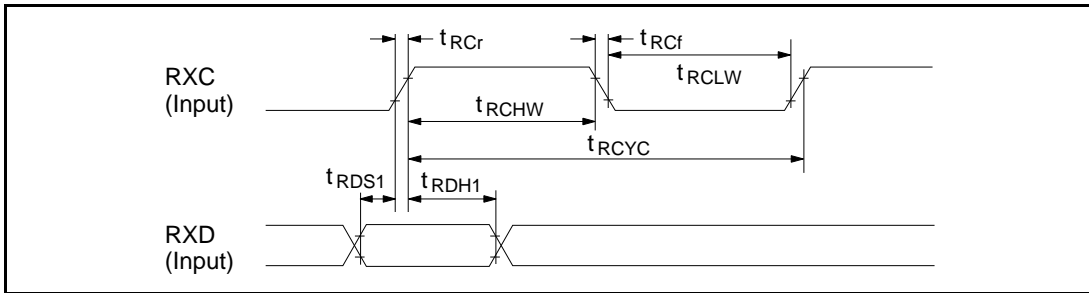 tRCr
tRCf
RXC
(Input)
tRCLW
tRCHW
tRCYC
tRDS1
tRDH1
RXD
(Input)